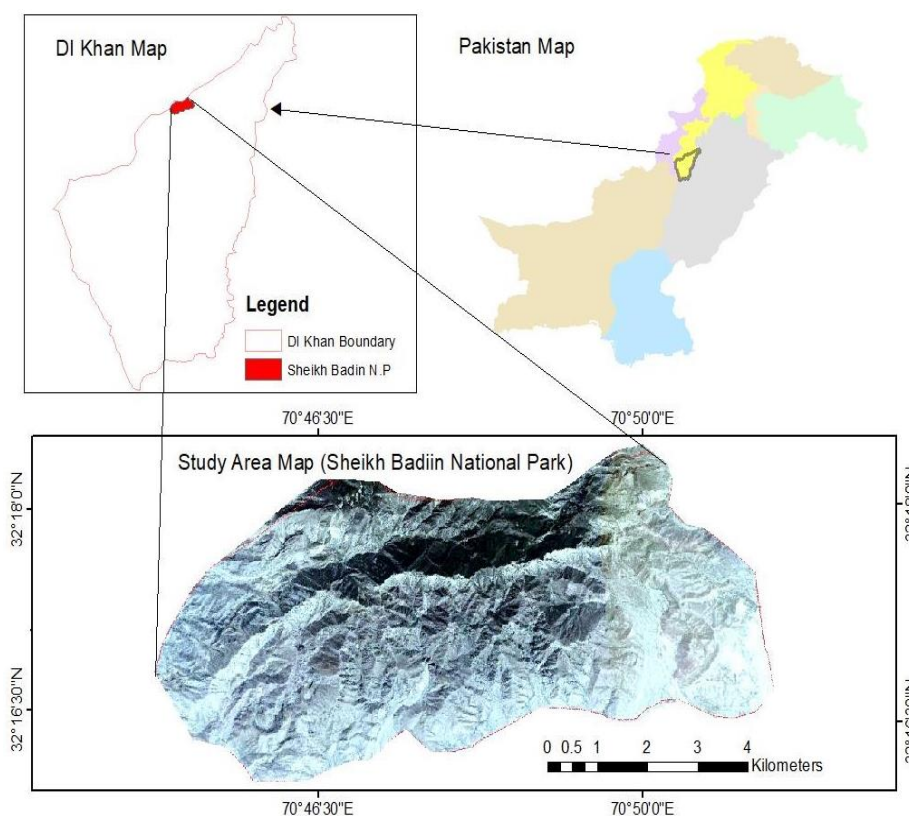 DI Khan Map
Pakistan Map
Legend
DI Khan Boundary
Sheikh Badin N.P
70°46'30"E
70°50'0"E
Study Area Map (Sheikh Badiin National Park)
32°18'0"N
32°16'30"N
0 0.5 1 2 3 4
Kilometers
70°46'30"E
70°50'0"E